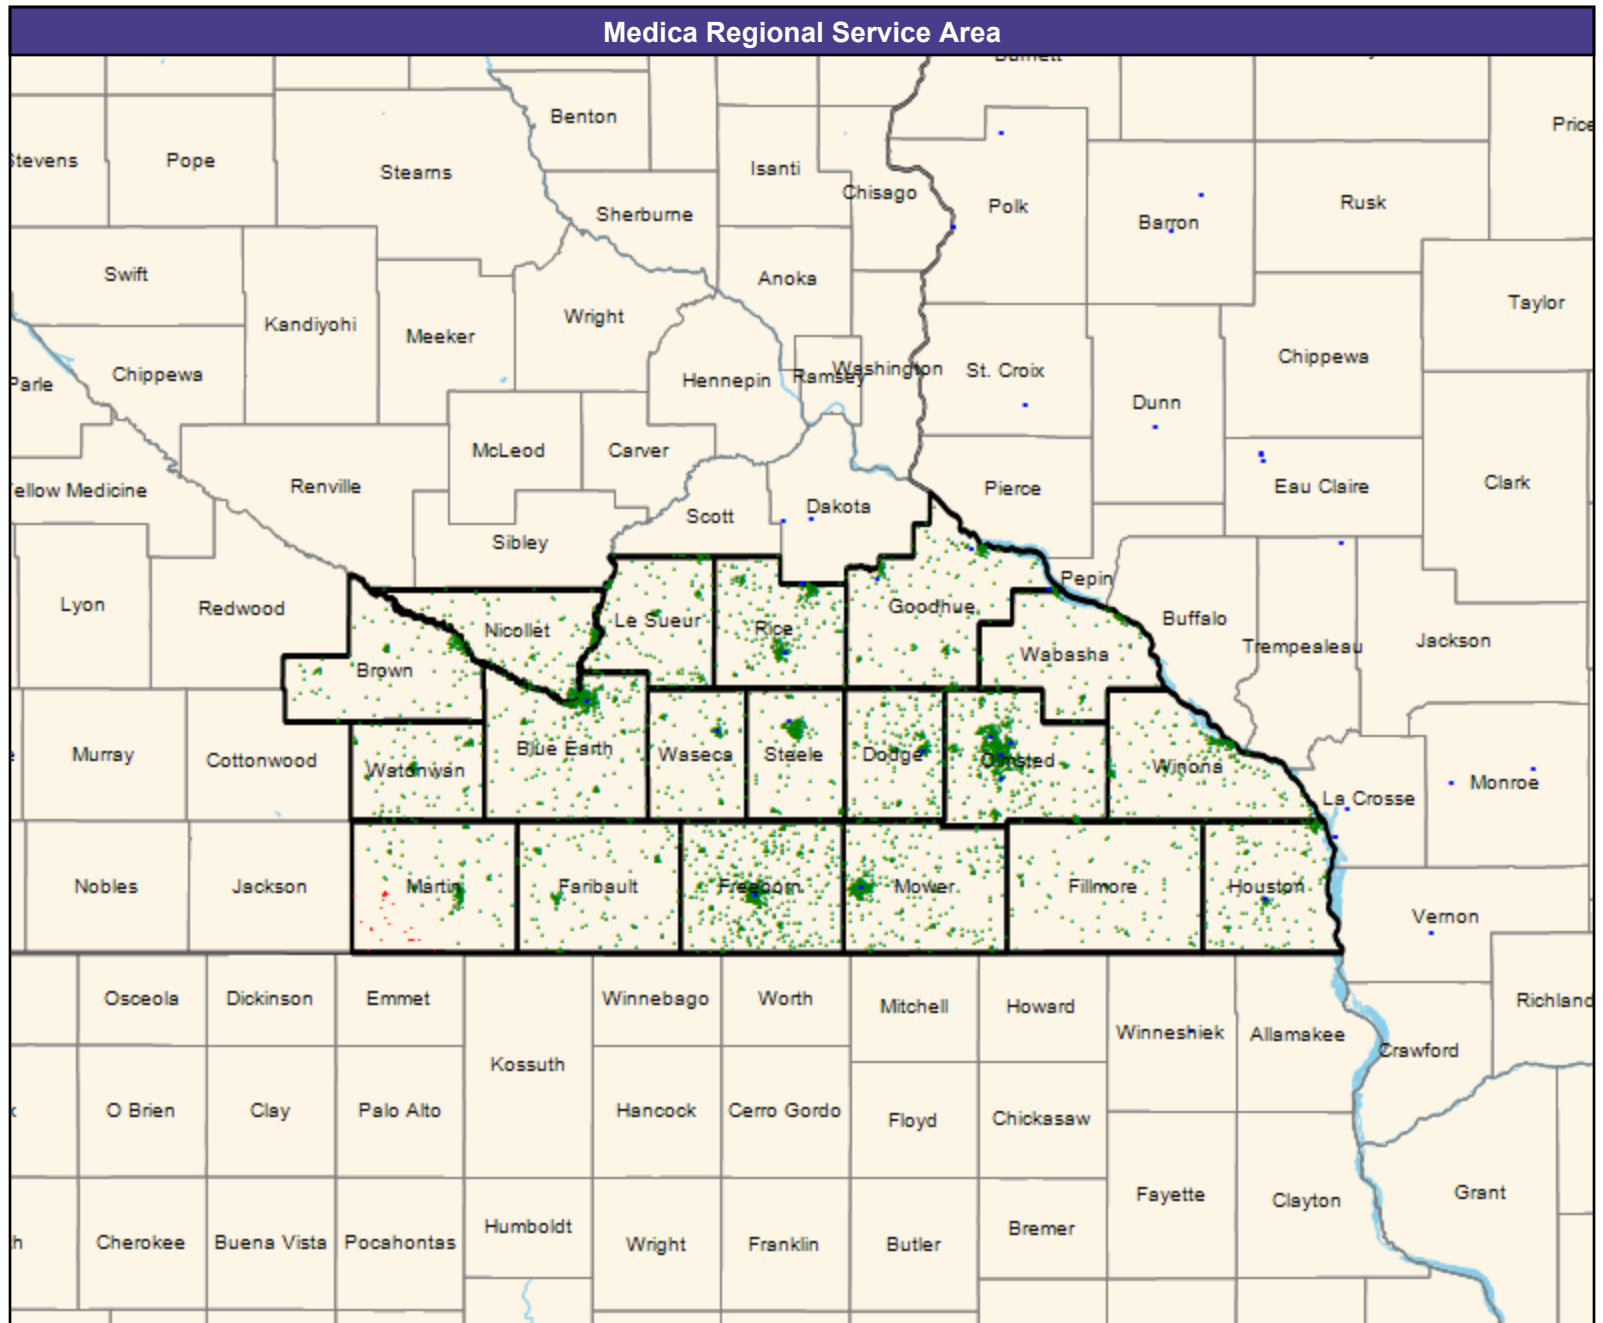 Medica Regional Service Area
Benton
Price
Stevens
Pope
Stearns
Isanti
Chisago
Polk
Barron
Rusk
Sherburne
Swift
Anoka
Taylor
Kandiyohi
Meeker
Wright
Chippewa
Parle
Chippewa
Hennepin
Ramsey
Washington
St. Croix
Dunn
McLeod
Carver
Yellow Medicine
Renville
Scott
Dakota
Pierce
Eau Claire
Clark
Sibley
Lyon
Redwood
Nicollet
Le Sueur
Rice
Goodhue
Pepin
Buffalo
Trempealeau
Jackson
Brown
Wabasha
Murray
Cottonwood
Watonwan
Blue Earth
Waseca
Steele
Dodge
Olmsted
Winona
La Crosse
Monroe
Nobles
Jackson
Martin
Faribault
Freeborn
Mower
Fillmore
Houston
Vernon
Osceola
Dickinson
Emmet
Winnebago
Worth
Mitchell
Howard
Winneshiek
Allamakee
Crawford
Richland
Kossuth
O Brien
Clay
Palo Alto
Hancock
Cerro Gordo
Floyd
Chickasaw
Fayette
Clayton
Grant
Cherokee
Buena Vista
Pocahontas
Humboldt
Wright
Franklin
Butler
Bremer